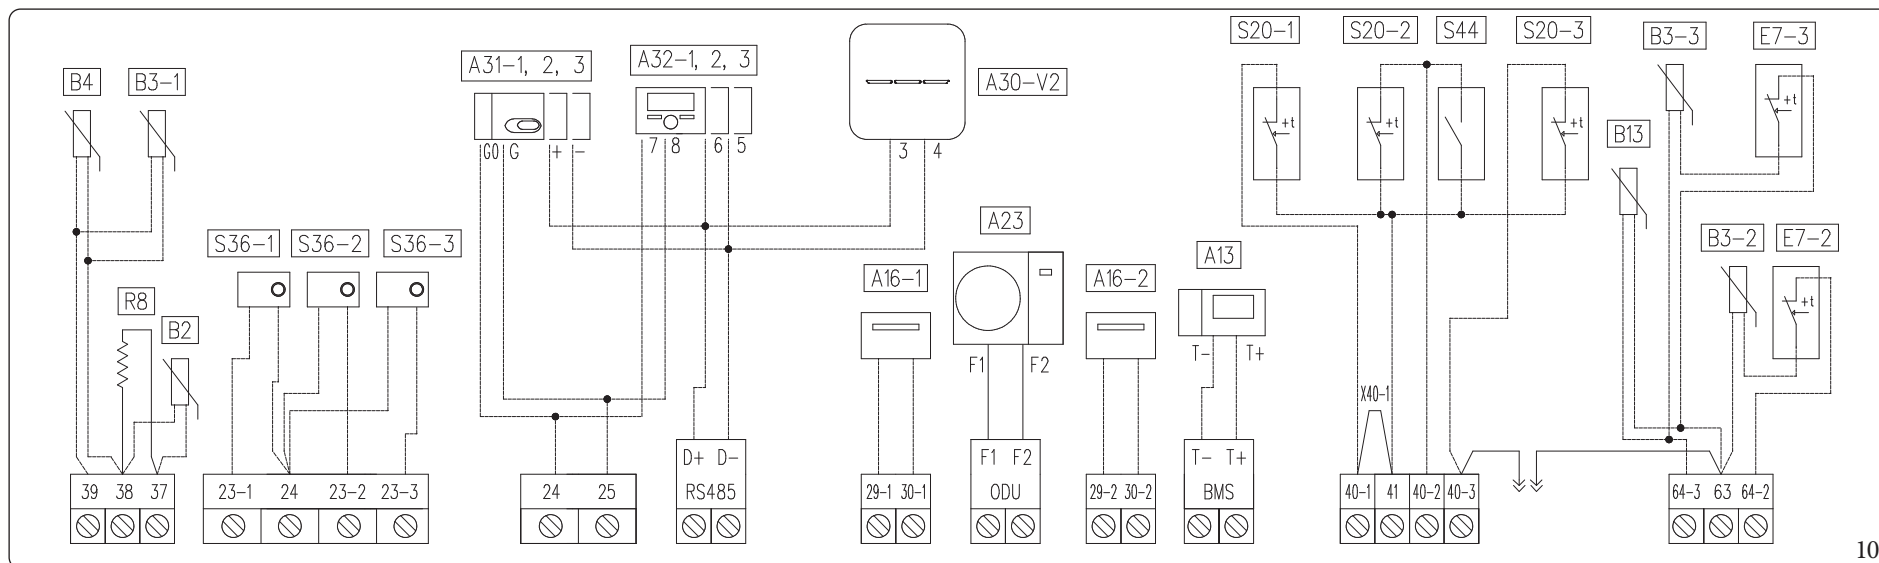 B4 B3-1 A31-1, 2, 3 A32-1, 2, 3 A30-V2 S20-1 S20-2 S44 S20-3 B3-3 E7-3
+t +t +t +t
G0 G + - 7 8 6 5 3 4 B13
S36-1 S36-2 S36-3 A23 B3-2 E7-2
A16-1 A16-2 A13
R8 B2 +t
F1 F2 T- T+
X40-1
D+ D- F1 F2 T- T+
39 38 37 23-1 24 23-2 23-3 24 25 RS485 29-1 30-1 ODU 29-2 30-2 BMS 40-1 41 40-2 40-3 64-3 63 64-2
10